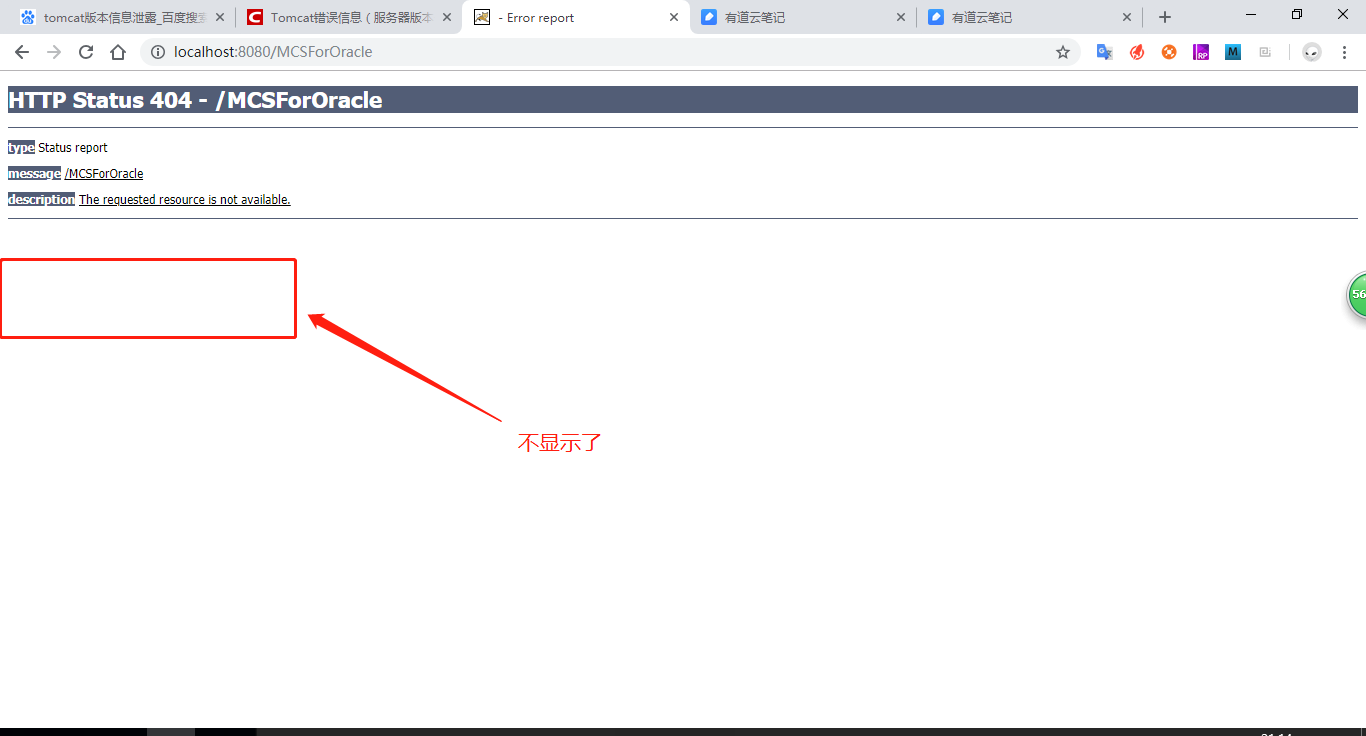 tomcat版本信息泄露_百度搜索
Tomcat错误信息（服务器版本
- Error report
有道云笔记
有道云笔记
localhost:8080/MCSForOracle
RP
M
HTTP Status 404 - /MCSForOracle
type Status report
message /MCSForOracle
description The requested resource is not available.
56
不显示了